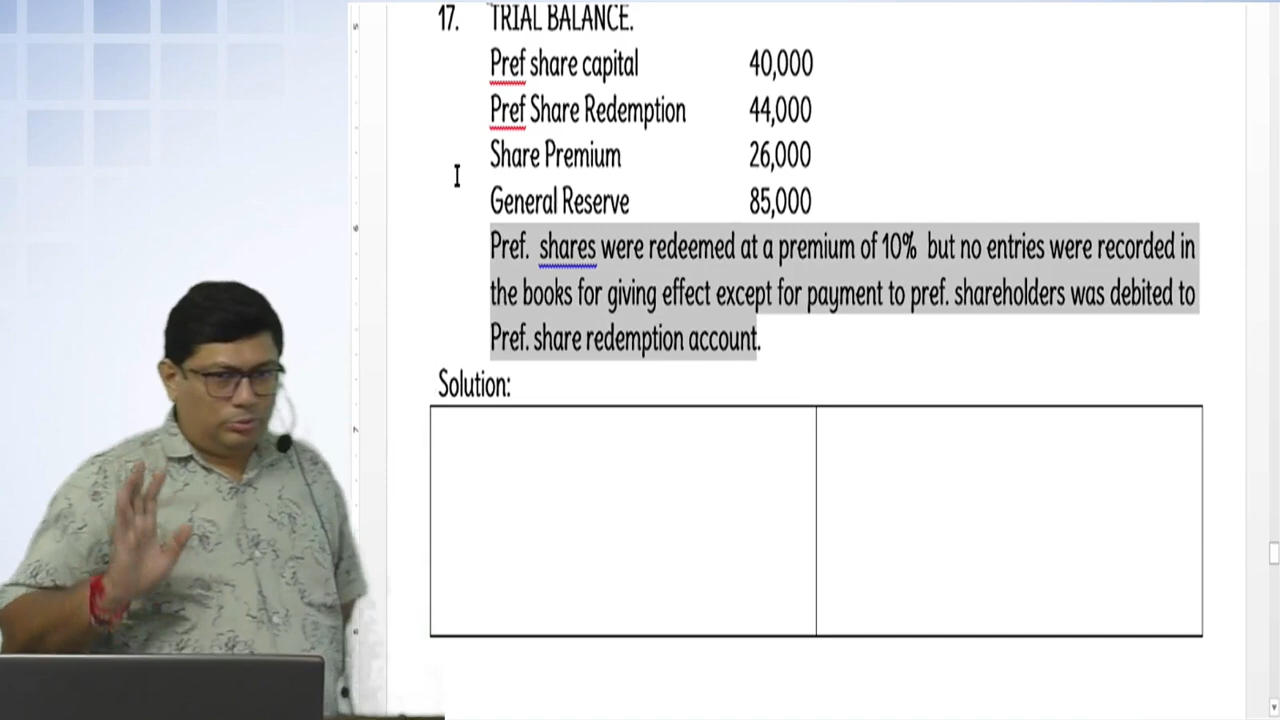 17. TRIAL BALANCE.
Pref share capital 40,000
Pref Share Redemption 44,000
Share Premium 26,000
General Reserve 85,000
Pref. shares were redeemed at a premium of 10% but no entries were recorded in
the books for giving effect except for payment to pref. shareholders was debited to
Pref. share redemption account.
Solution: